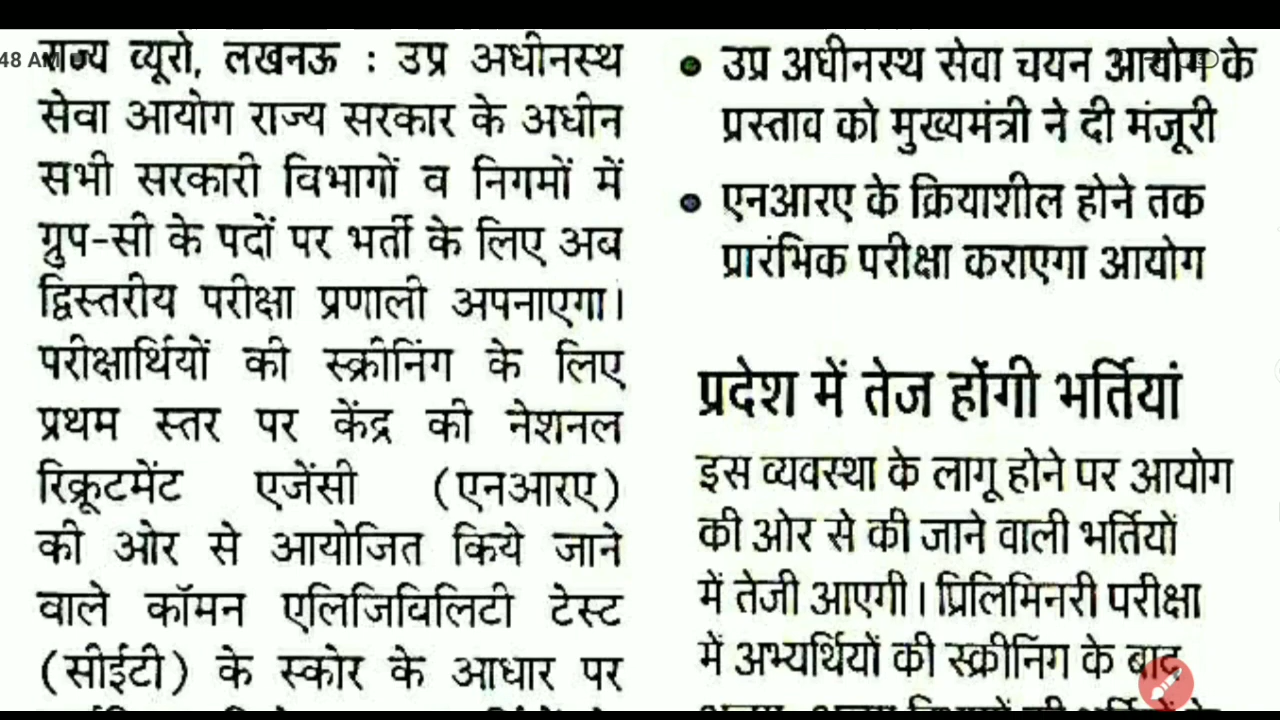 48 AM
राज्य व्यूरो, लखनऊ : उप्र अधीनस्थ
सेवा आयोग राज्य सरकार के अधीन
सभी सरकारी विभागों व निगमों में
ग्रुप-सी के पदों पर भर्ती के लिए अब
द्विस्तरीय परीक्षा प्रणाली अपनाएगा।
परीक्षार्थियों की स्क्रीनिंग के लिए
प्रथम स्तर पर केंद्र की नेशनल
रिक्रूटमेंट एजेंसी (एनआरए)
की ओर से आयोजित किये जाने
वाले कॉमन एलिजिविलिटी टेस्ट
(सीईटी) के स्कोर के आधार पर
• उप्र अधीनस्थ सेवा चयन आयोग के
प्रस्ताव को मुख्यमंत्री ने दी मंजूरी
• एनआरए के क्रियाशील होने तक
प्रारंभिक परीक्षा कराएगा आयोग
प्रदेश में तेज होंगी भर्तियां
इस व्यवस्था के लागू होने पर आयोग
की ओर से की जाने वाली भर्तियों
में तेजी आएगी। प्रिलिमिनरी परीक्षा
में अभ्यर्थियों की स्क्रीनिंग के बाद